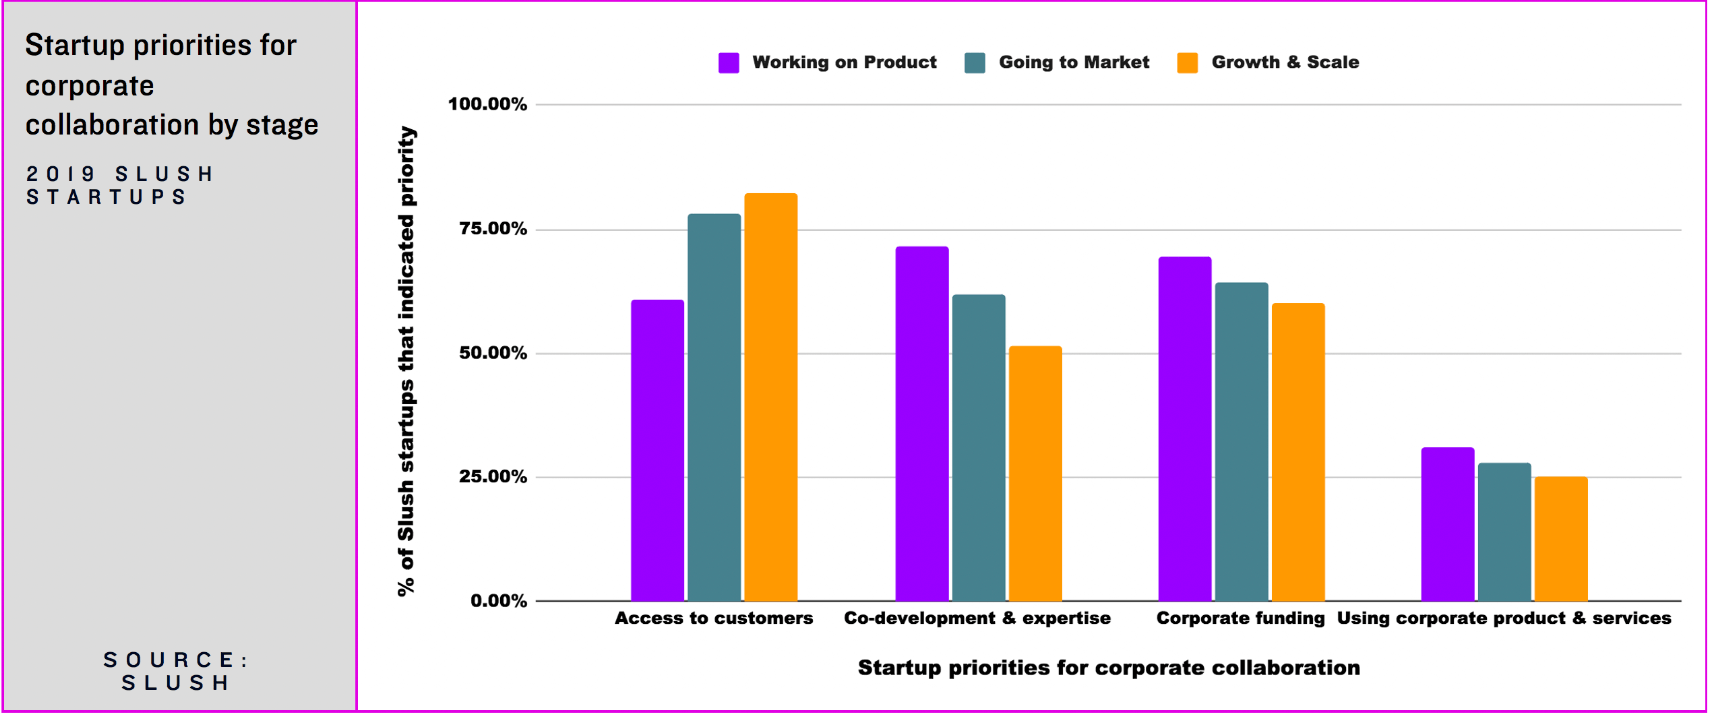 Startup priorities for
corporate
collaboration by stage
2019 SLUSH
STARTUPS
SOURCE:
SLUSH
Working on Product
Going to Market
Growth & Scale
% of Slush startups that indicated priority
100.00%
75.00%
50.00%
25.00%
0.00%
Access to customers
Co-development & expertise
Corporate funding
Using corporate product & services
Startup priorities for corporate collaboration